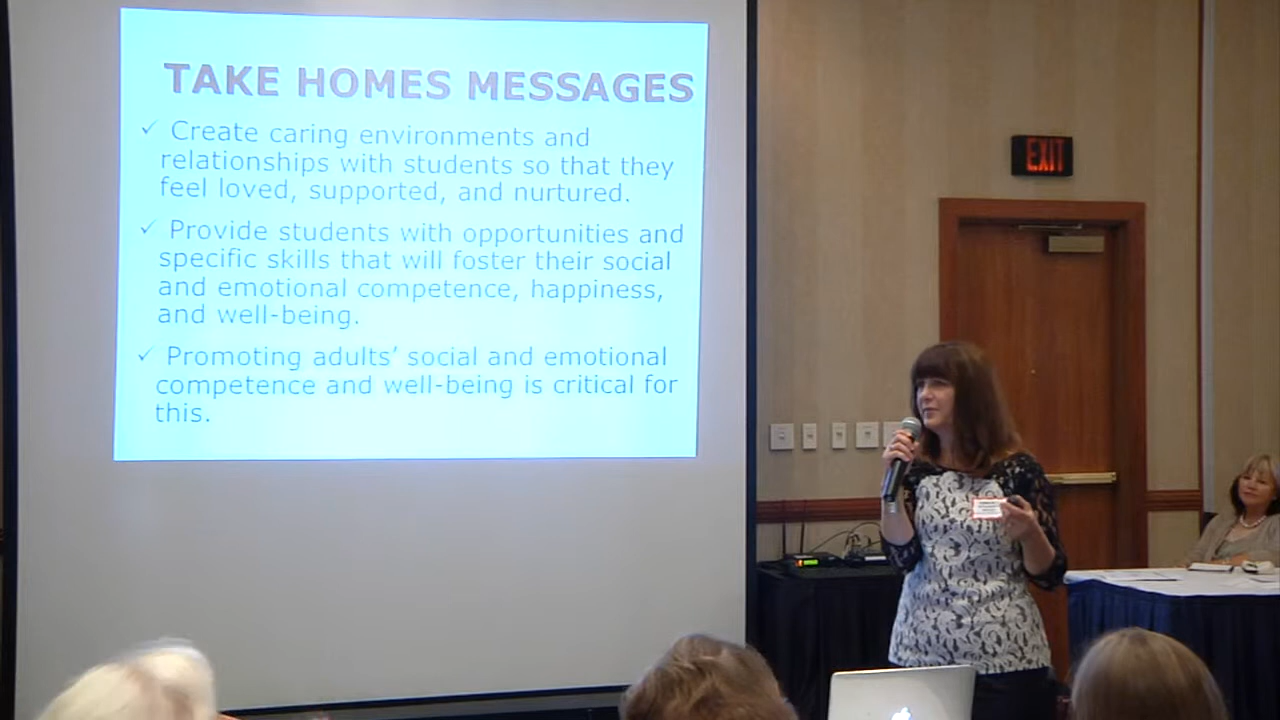 TAKE HOMES MESSAGES
✓ Create caring environments and
relationships with students so that they
feel loved, supported, and nurtured.
✓ Provide students with opportunities and
specific skills that will foster their social
and emotional competence, happiness,
and well-being.
✓ Promoting adults’ social and emotional
competence and well-being is critical for
this.
EXIT